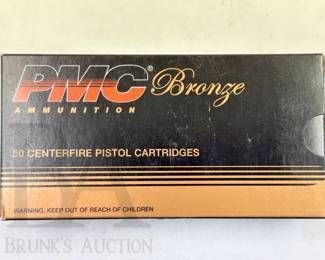 PMC Bronze
AMMUNITION
50 CENTERFIRE PISTOL CARTRIDGES
WARNING: KEEP OUT OF REACH OF CHILDREN
BRUNK'S AUCTION